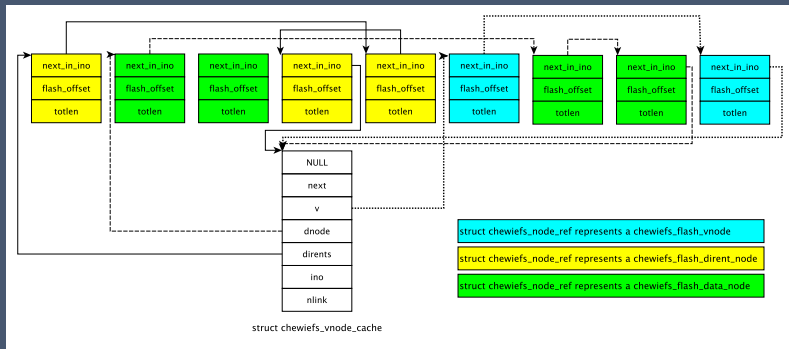 next_in_ino next_in_ino next_in_ino next_in_ino next_in_ino next_in_ino next_in_ino next_in_ino next_in_ino
flash_offset flash_offset flash_offset flash_offset flash_offset flash_offset flash_offset flash_offset flash_offset
totlen totlen totlen totlen totlen totlen totlen totlen totlen
NULL
next
v
dnode
dirents
ino
nlink
struct chewiefs_vnode_cache
struct chewiefs_node_ref represents a chewiefs_flash_vnode
struct chewiefs_node_ref represents a chewiefs_flash_dirent_node
struct chewiefs_node_ref represents a chewiefs_flash_data_node